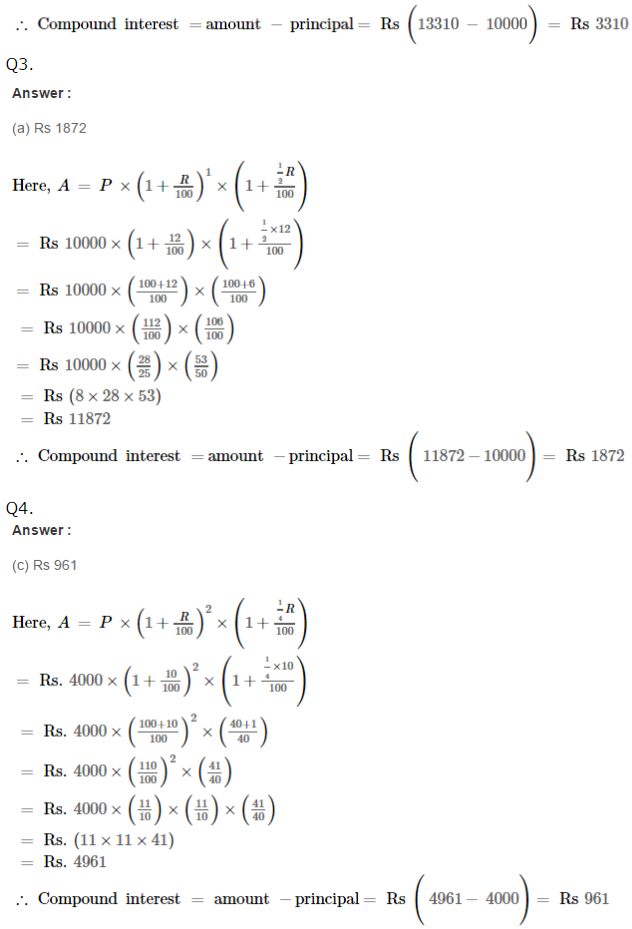 ∴ Compound interest = amount − principal = Rs (13310 − 10000) = Rs 3310
Q3.
Answer :
(a) Rs 1872
Here, A = P × (1 + R/100)^1 × (1 + (1/2 R)/100)
= Rs 10000 × (1 + 12/100) × (1 + (1/2 × 12)/100)
= Rs 10000 × ((100+12)/100) × ((100+6)/100)
= Rs 10000 × (112/100) × (106/100)
= Rs 10000 × (28/25) × (53/50)
= Rs (8 × 28 × 53)
= Rs 11872
∴ Compound interest = amount − principal = Rs (11872 − 10000) = Rs 1872
Q4.
Answer :
(c) Rs 961
Here, A = P × (1 + R/100)^2 × (1 + (1/4 R)/100)
= Rs. 4000 × (1 + 10/100)^2 × (1 + (1/4 × 10)/100)
= Rs. 4000 × ((100+10)/100)^2 × ((40+1)/40)
= Rs. 4000 × (110/100)^2 × (41/40)
= Rs. 4000 × (11/10) × (11/10) × (41/40)
= Rs. (11 × 11 × 41)
= Rs. 4961
∴ Compound interest = amount − principal = Rs (4961 − 4000) = Rs 961